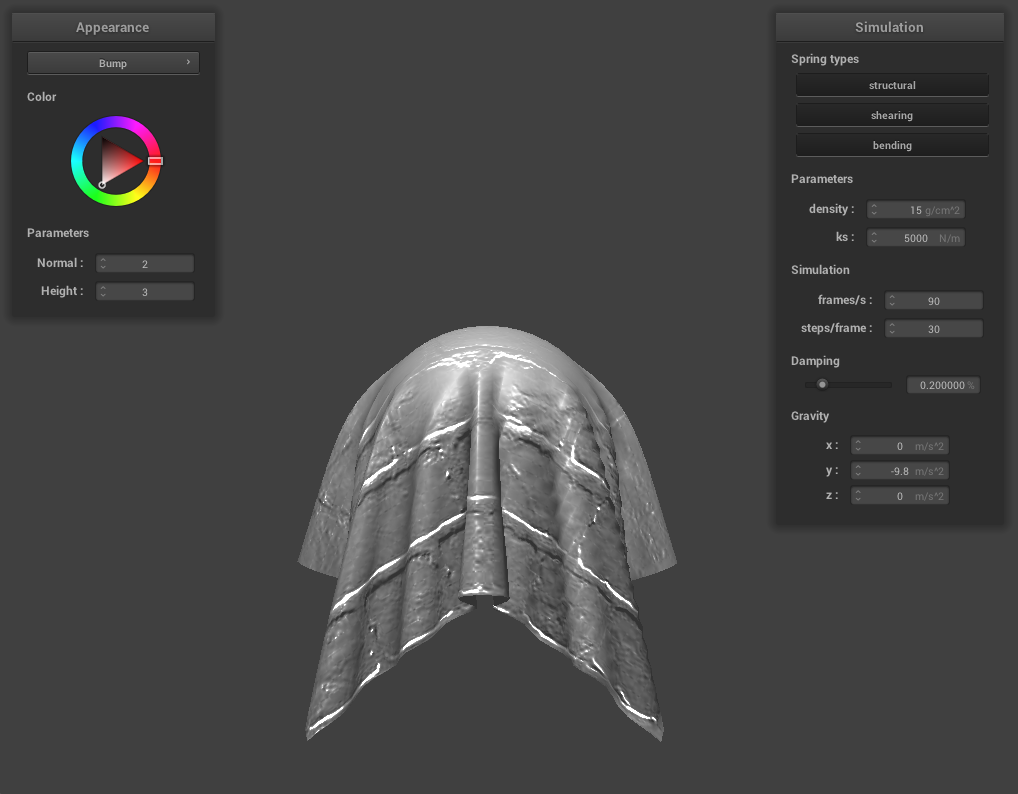 Appearance
Bump ›
Color
Parameters
Normal : 2
Height : 3
Simulation
Spring types
structural
shearing
bending
Parameters
density : 15 g/cm^2
ks : 5000 N/m
Simulation
frames/s : 90
steps/frame : 30
Damping
0.200000 %
Gravity
x : 0 m/s^2
y : -9.8 m/s^2
z : 0 m/s^2